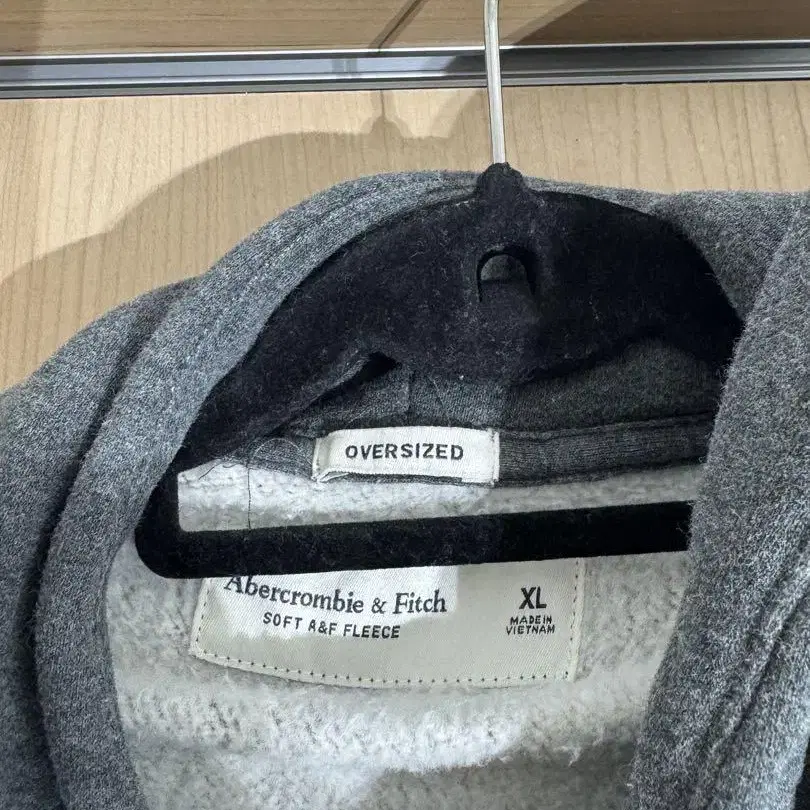 OVERSIZED
Abercrombie & Fitch
SOFT A&F FLEECE
XL
MADE IN
VIETNAM